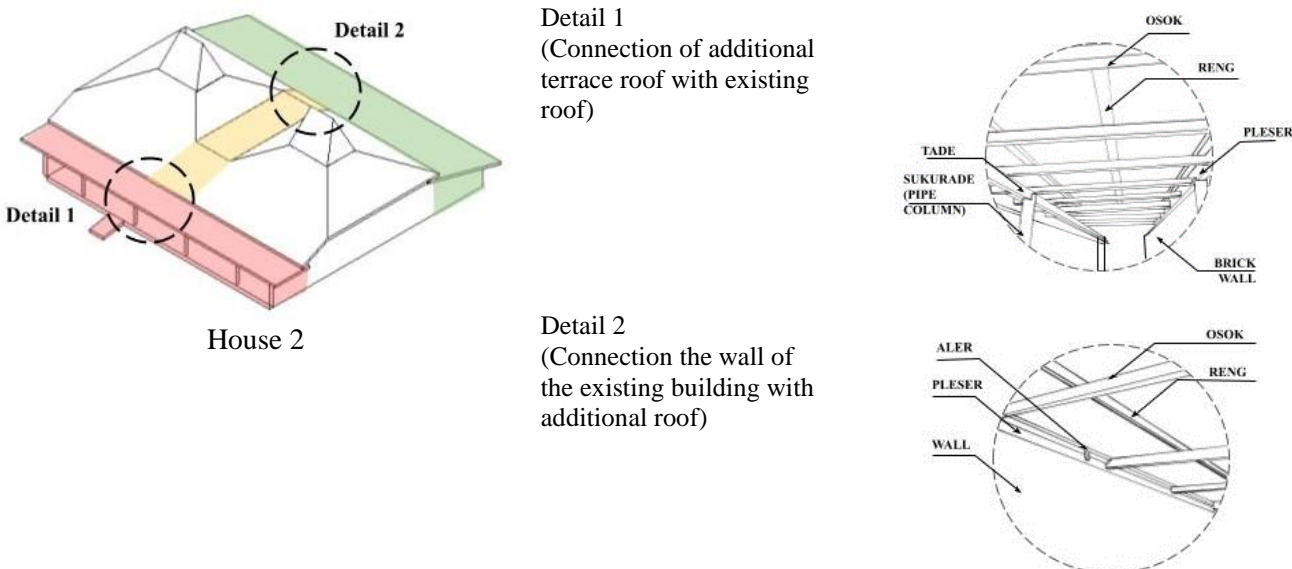 Detail 2
Detail 1
House 2
Detail 1
(Connection of additional
terrace roof with existing
roof)
OSOK
RENG
PLESER
TADE
SUKURADE
(PIPE
COLUMN)
BRICK
WALL
Detail 2
(Connection the wall of
the existing building with
additional roof)
OSOK
ALER
RENG
PLESER
WALL